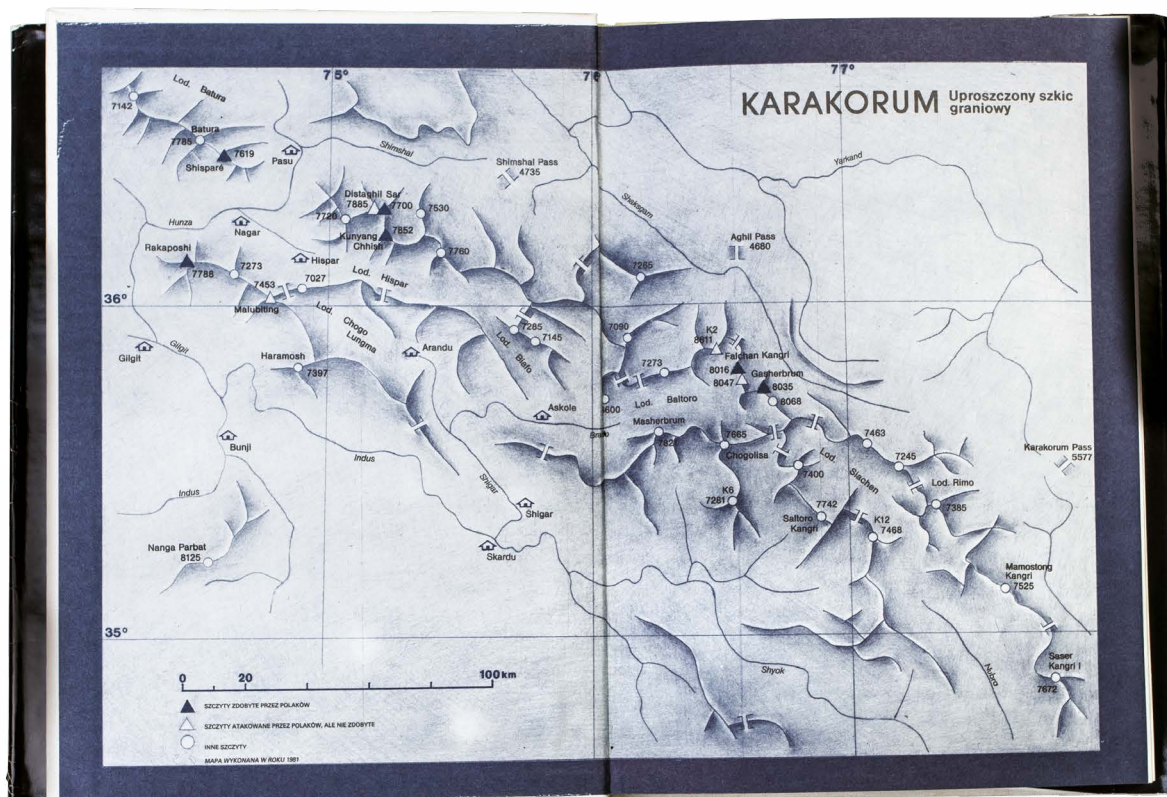 75°
77°
KARAKORUM
Uproszczony szkic
graniowy
Lod. Batura
7142
Batura
7785
7619
Shisparé
Pasu
Shimshal
Shimshal Pass
4735
Yarkand
Shaksgam
Distaghil Sar
7885
7700
7530
7720
Kunyang
Chhish
7852
7760
Hunza
Nagar
Aghil Pass
4680
Rakaposhi
7788
7273
Hispar
7027
Lod. Hispar
7453
Malubiting
7265
36°
Lod.
Chogo
Lungma
7285
7145
Lod.
Biafo
7090
K2
8611
Gilgit
Gilgit
Arandu
Haramosh
7397
Falchan Kangri
8016
8047
Gasherbrum
8035
8068
7273
Lod. Baltoro
Askole
Masherbrum
Bunji
Indus
Shigar
7665
Chogolisa
7463
7245
Karakorum Pass
5577
Lod.
Siachen
7400
Lod. Rimo
7385
Indus
K6
7281
7742
Saltoro
Kangri
K12
7468
Shigar
Skardu
Nanga Parbat
8125
Mamostong
Kangri
7525
35°
Saser
Kangri I
7672
Shyok
Nubra
0
20
100 km
SZCZYTY ZDOBYTE PRZEZ POLAKÓW
SZCZYTY ATAKOWANE PRZEZ POLAKÓW, ALE NIE ZDOBYTE
INNE SZCZYTY
MAPA WYKONANA W ROKU 1981